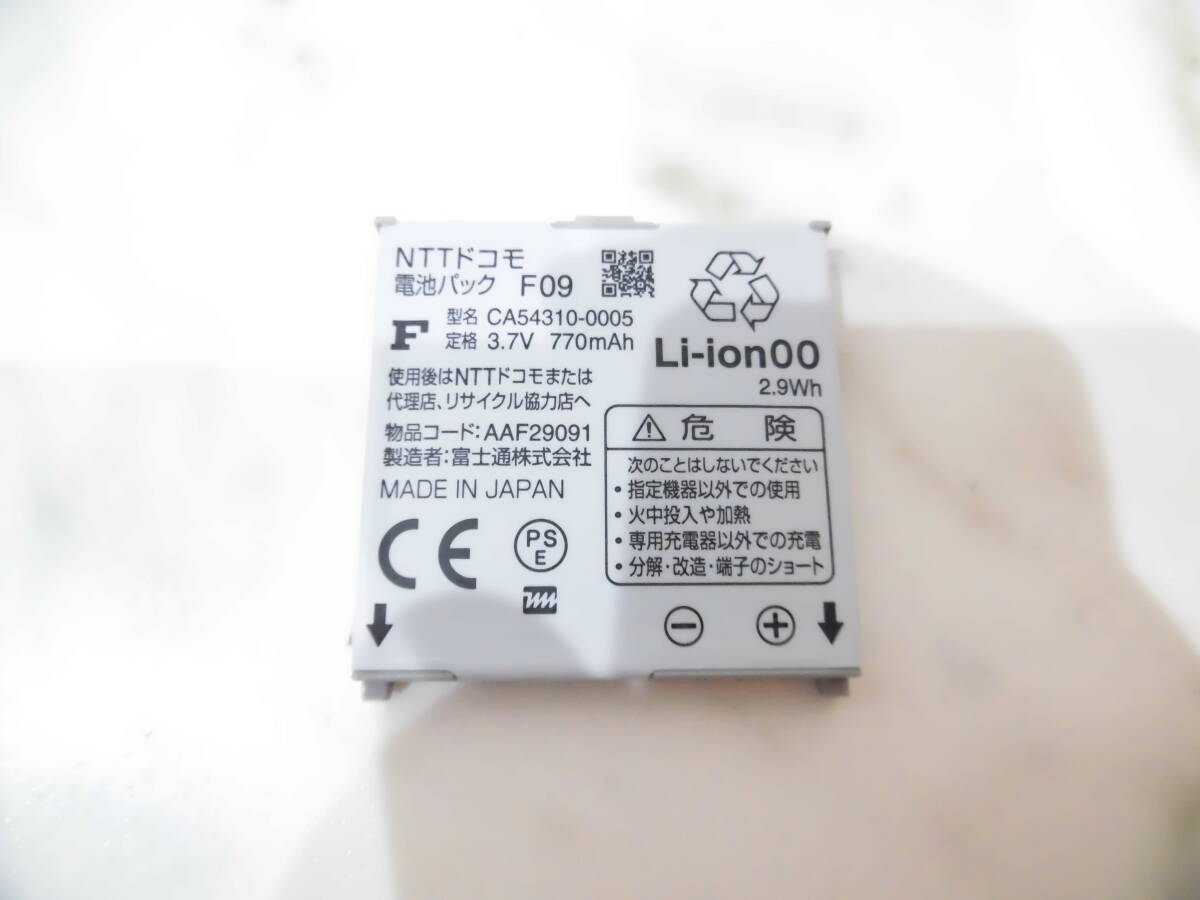 NTTドコモ
電池パック F09
F
型名 CA54310-0005
定格 3.7V 770mAh
使用後はNTTドコモまたは
代理店、リサイクル協力店へ
物品コード:AAF29091
製造者:富士通株式会社
MADE IN JAPAN
CE
PS
E
Li-ion00
2.9Wh
⚠ 危 険
次のことはしないでください
・指定機器以外での使用
・火中投入や加熱
・専用充電器以外での充電
・分解・改造・端子のショート
⊖ ⊕